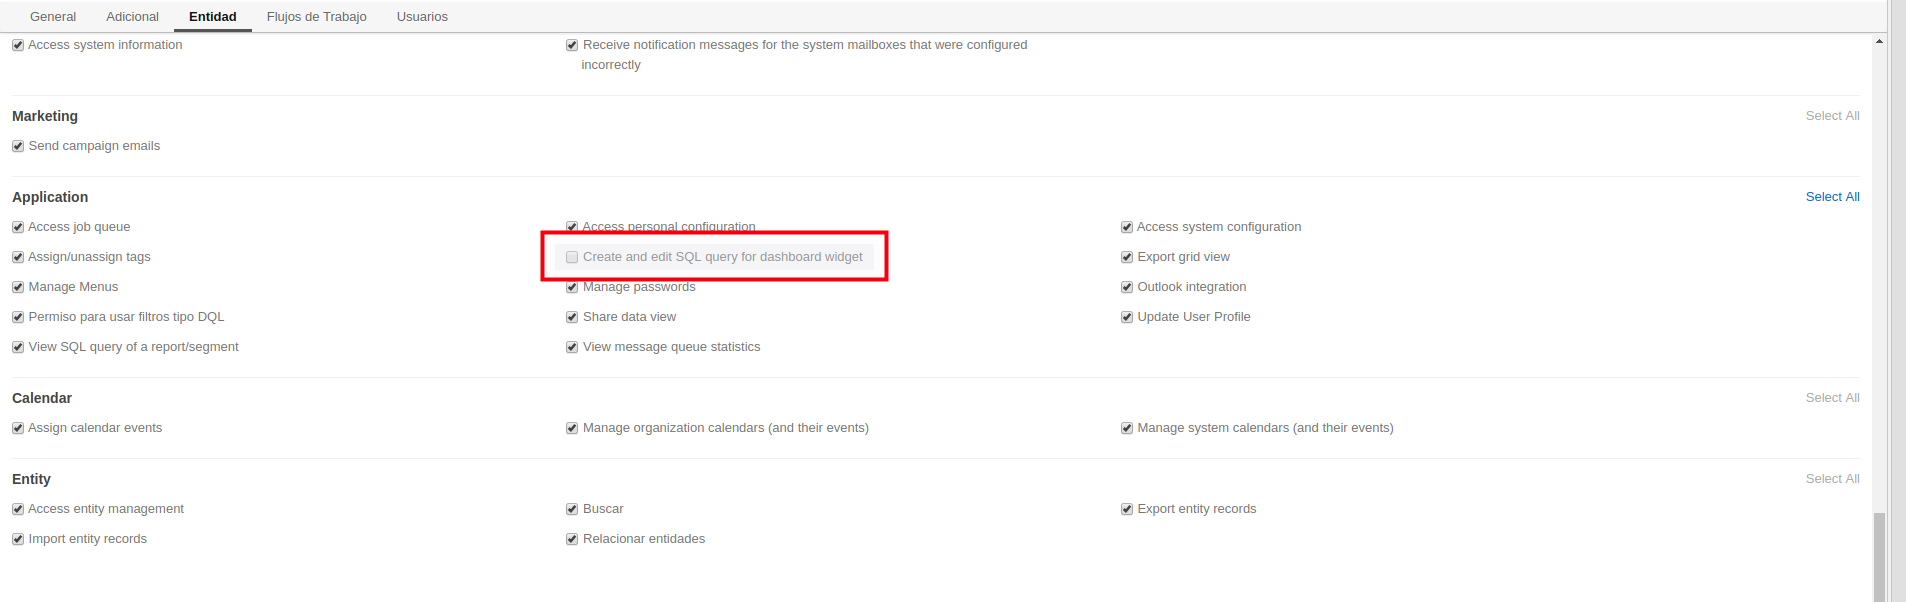 General Adicional Entidad Flujos de Trabajo Usuarios
Access system information Receive notification messages for the system mailboxes that were configured
incorrectly
Marketing Select All
Send campaign emails
Application Select All
Access job queue Access personal configuration Access system configuration
Assign/unassign tags Create and edit SQL query for dashboard widget Export grid view
Manage Menus Manage passwords Outlook integration
Permiso para usar filtros tipo DQL Share data view Update User Profile
View SQL query of a report/segment View message queue statistics
Calendar Select All
Assign calendar events Manage organization calendars (and their events) Manage system calendars (and their events)
Entity Select All
Access entity management Buscar Export entity records
Import entity records Relacionar entidades